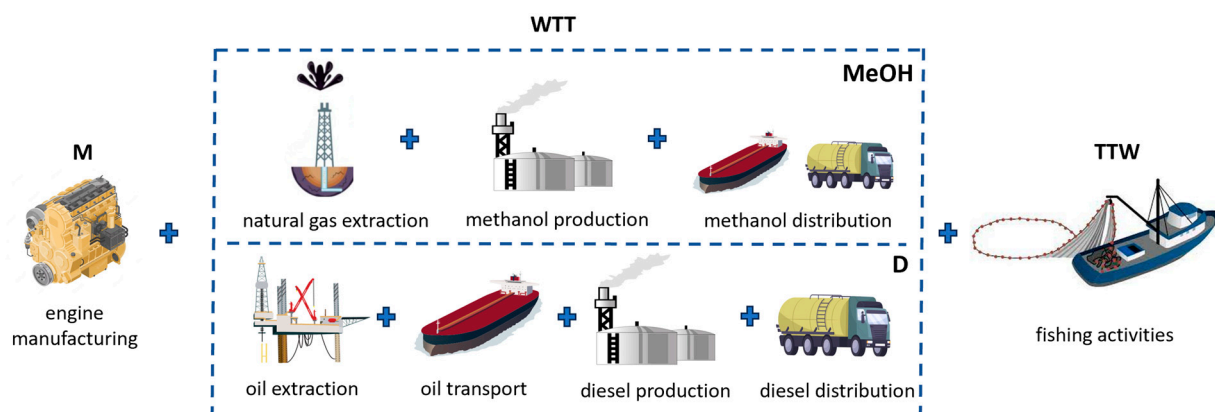 WTT
MeOH
M
TTW
natural gas extraction
methanol production
methanol distribution
D
engine
manufacturing
fishing activities
oil extraction
oil transport
diesel production
diesel distribution